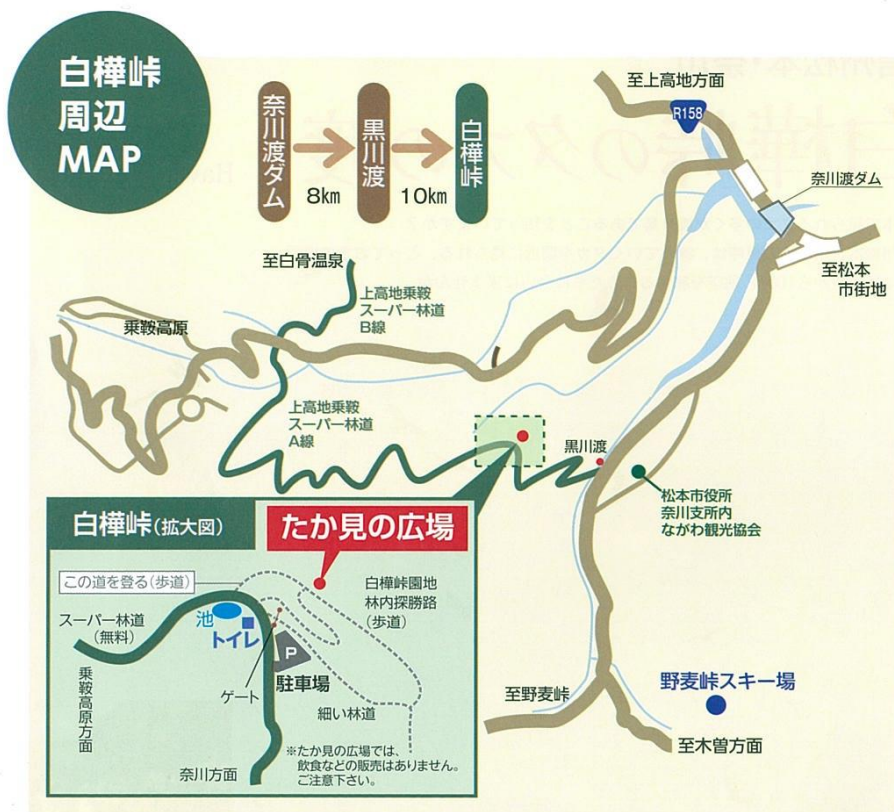 白樺峠
周辺
MAP
奈川渡ダム
8km
黒川渡
10km
白樺峠
至上高地方面
R158
奈川渡ダム
至松本
市街地
至白骨温泉
上高地乗鞍
スーパー林道
B線
乗鞍高原
上高地乗鞍
スーパー林道
A線
黒川渡
松本市役所
奈川支所内
ながわ観光協会
白樺峠(拡大図)
たか見の広場
この道を登る(歩道)
白樺峠園地
林内探勝路
(歩道)
スーパー林道
(無料)
池
トイレ
P
駐車場
ゲート
細い林道
乗鞍高原方面
奈川方面
※たか見の広場では、
飲食などの販売はありません。
ご注意下さい。
至野麦峠
野麦峠スキー場
至木曽方面